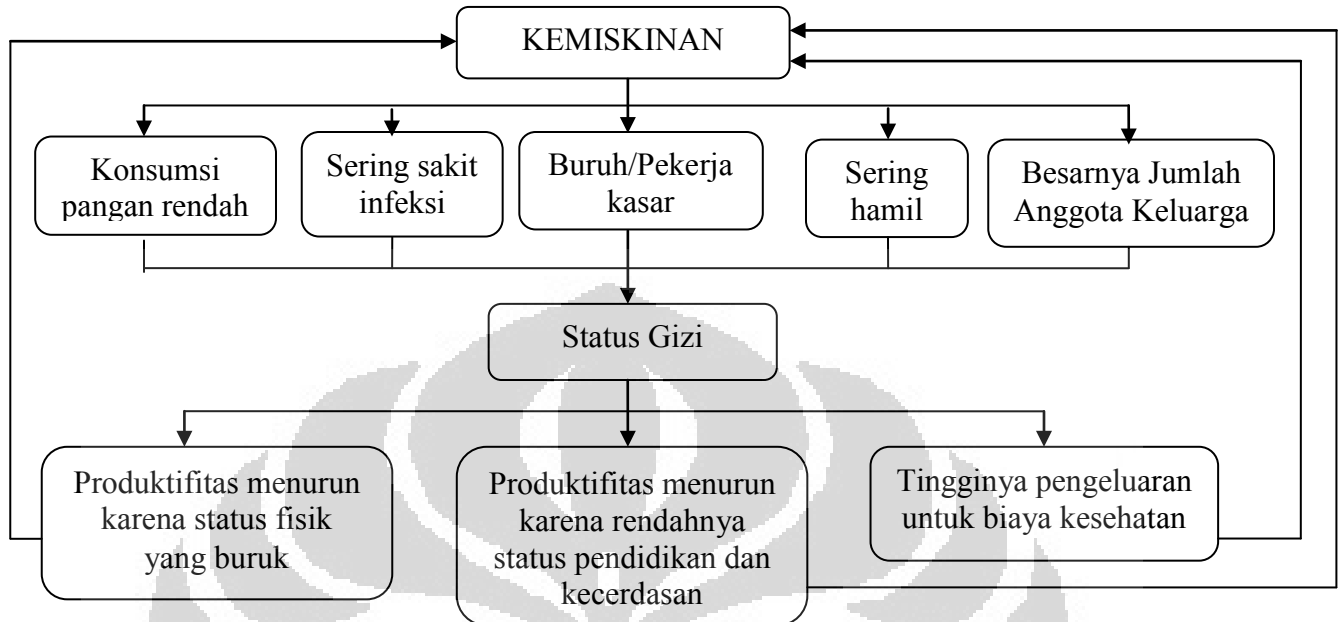 KEMISKINAN
Konsumsi
pangan rendah
Sering sakit
infeksi
Buruh/Pekerja
kasar
Sering
hamil
Besarnya Jumlah
Anggota Keluarga
Status Gizi
Produktifitas menurun
karena status fisik
yang buruk
Produktifitas menurun
karena rendahnya
status pendidikan dan
kecerdasan
Tingginya pengeluaran
untuk biaya kesehatan